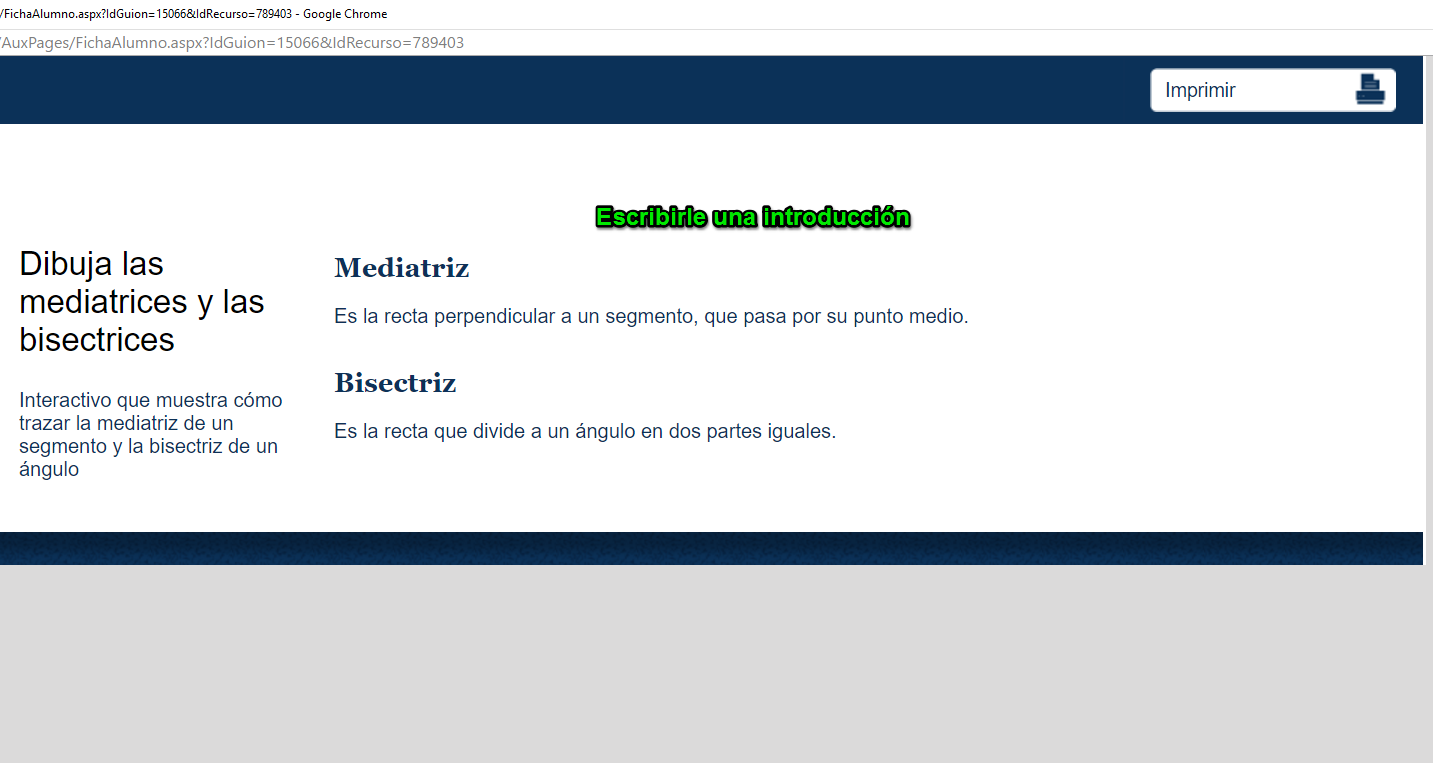 /FichaAlumno.aspx?IdGuion=15066&IdRecurso=789403 - Google Chrome
/AuxPages/FichaAlumno.aspx?IdGuion=15066&IdRecurso=789403
Imprimir
Escribirle una introducción
Dibuja las
mediatrices y las
bisectrices
Interactivo que muestra cómo
trazar la mediatriz de un
segmento y la bisectriz de un
ángulo
Mediatriz
Es la recta perpendicular a un segmento, que pasa por su punto medio.
Bisectriz
Es la recta que divide a un ángulo en dos partes iguales.